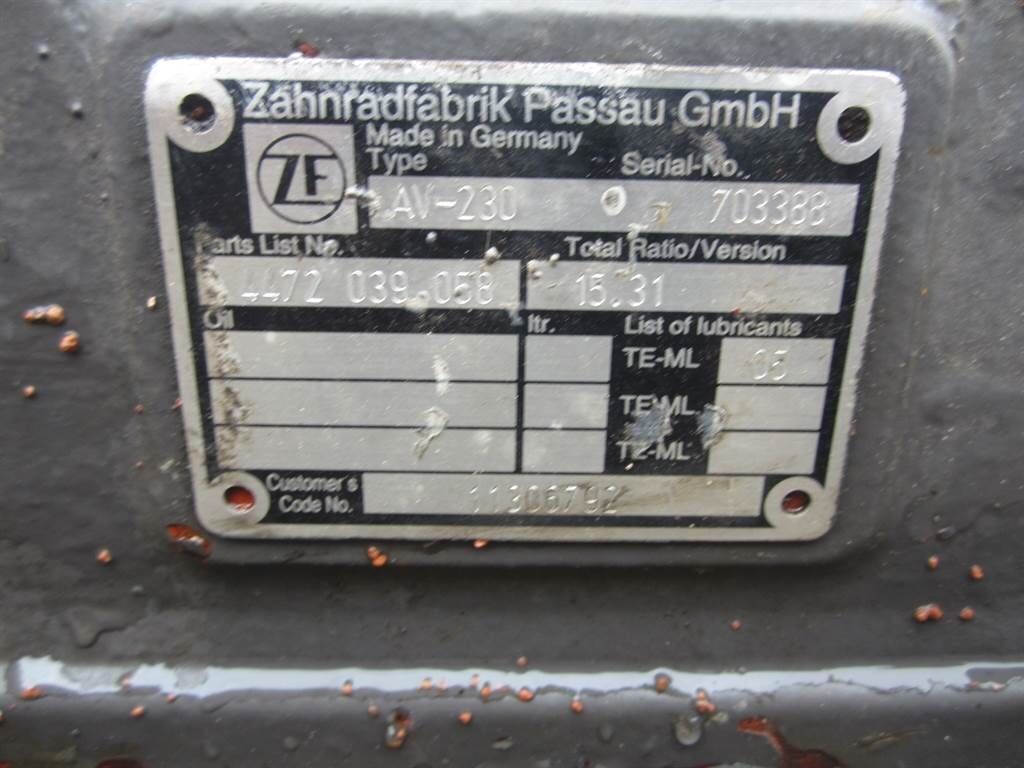 Zahnradfabrik Passau GmbH
ZF
Made in Germany
Type Serial-No.
AV-230 703388
Parts List No. Total Ratio/Version
4472 039 058 15.31
Oil ltr. List of lubricants
TE-ML 05
TE-ML
TE-ML
Customer's
Code No. 11306792